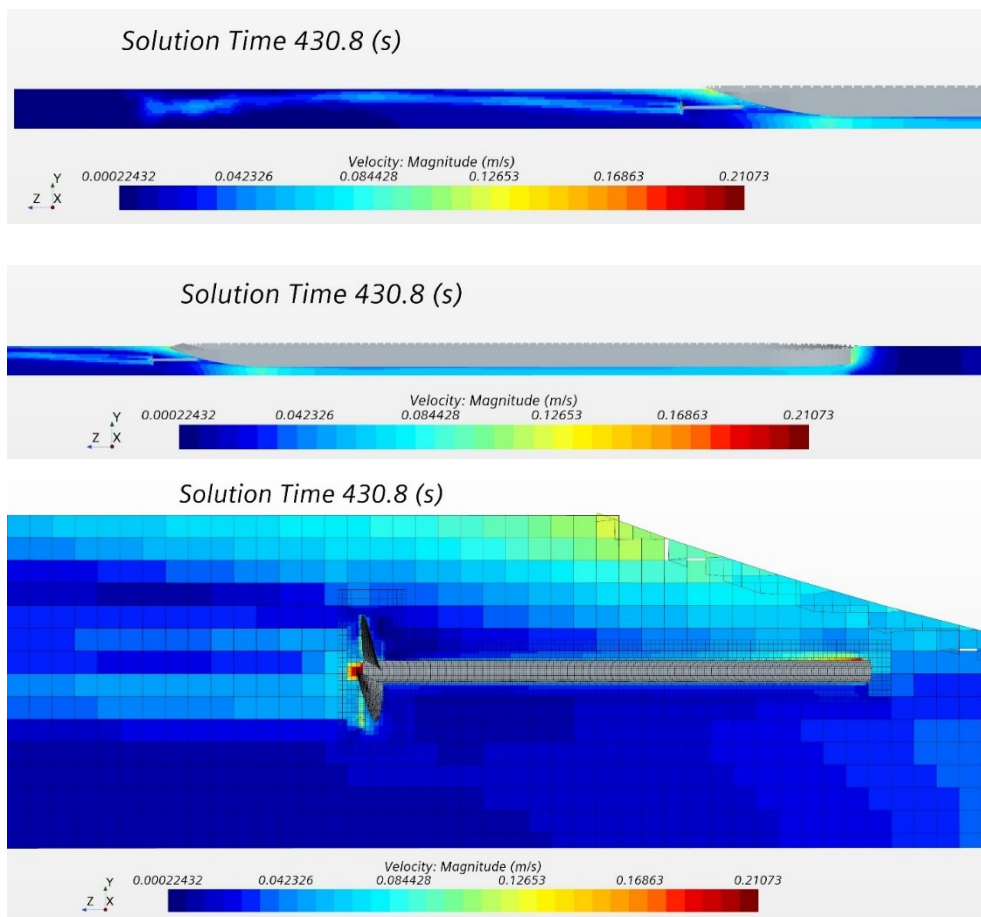 Solution Time 430.8 (s)
Velocity: Magnitude (m/s)
0.00022432 0.042326 0.084428 0.12653 0.16863 0.21073
Y
Z X
Solution Time 430.8 (s)
Velocity: Magnitude (m/s)
0.00022432 0.042326 0.084428 0.12653 0.16863 0.21073
Y
Z X
Solution Time 430.8 (s)
Velocity: Magnitude (m/s)
0.00022432 0.042326 0.084428 0.12653 0.16863 0.21073
Y
Z X